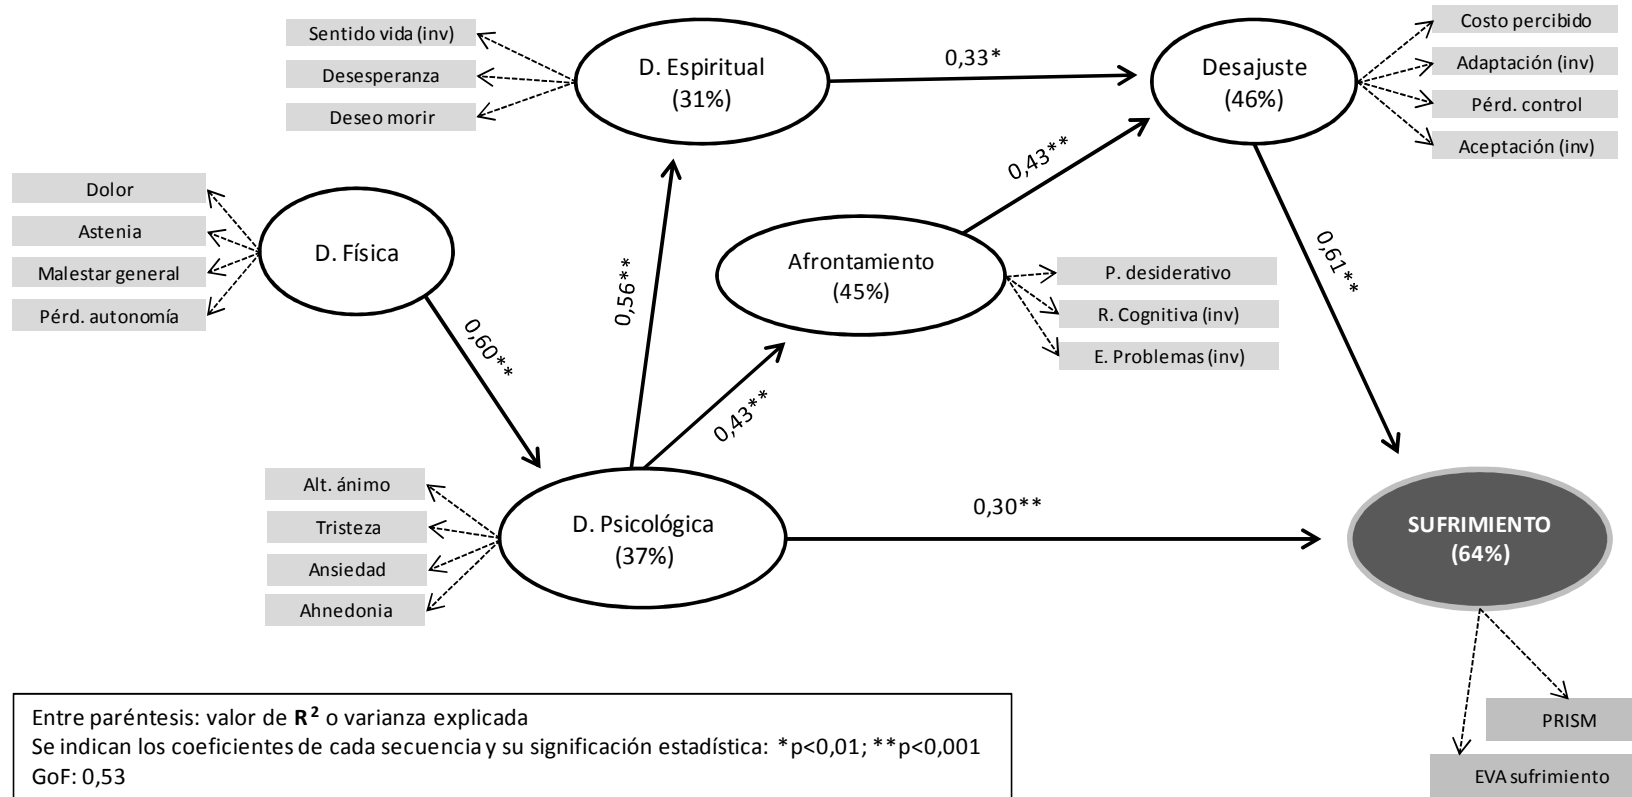 Sentido vida (inv)
Desesperanza
Deseo morir
D. Espiritual
(31%)
0,33*
Desajuste
(46%)
Costo percibido
Adaptación (inv)
Pérd. control
Aceptación (inv)
Dolor
Astenia
Malestar general
Pérd. autonomía
D. Física
0,60**
0,56**
0,43**
Afrontamiento
(45%)
0,43**
P. desiderativo
R. Cognitiva (inv)
E. Problemas (inv)
0,61**
Alt. ánimo
Tristeza
Ansiedad
Ahnedonia
D. Psicológica
(37%)
0,30**
SUFRIMIENTO
(64%)
PRISM
EVA sufrimiento
Entre paréntesis: valor de R² o varianza explicada
Se indican los coeficientes de cada secuencia y su significación estadística: *p<0,01; **p<0,001
GoF: 0,53